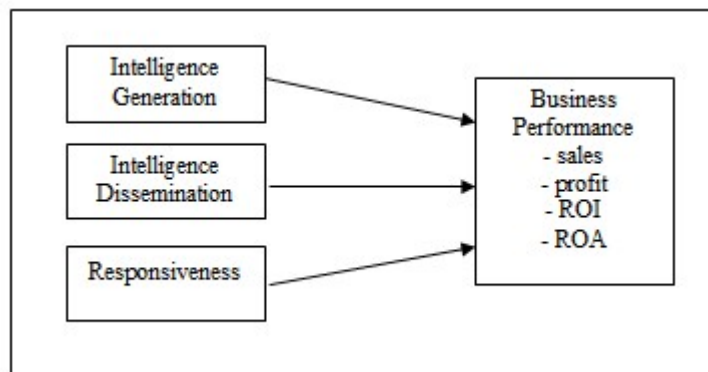 Intelligence
Generation
Intelligence
Dissemination
Responsiveness
Business
Performance
- sales
- profit
- ROI
- ROA